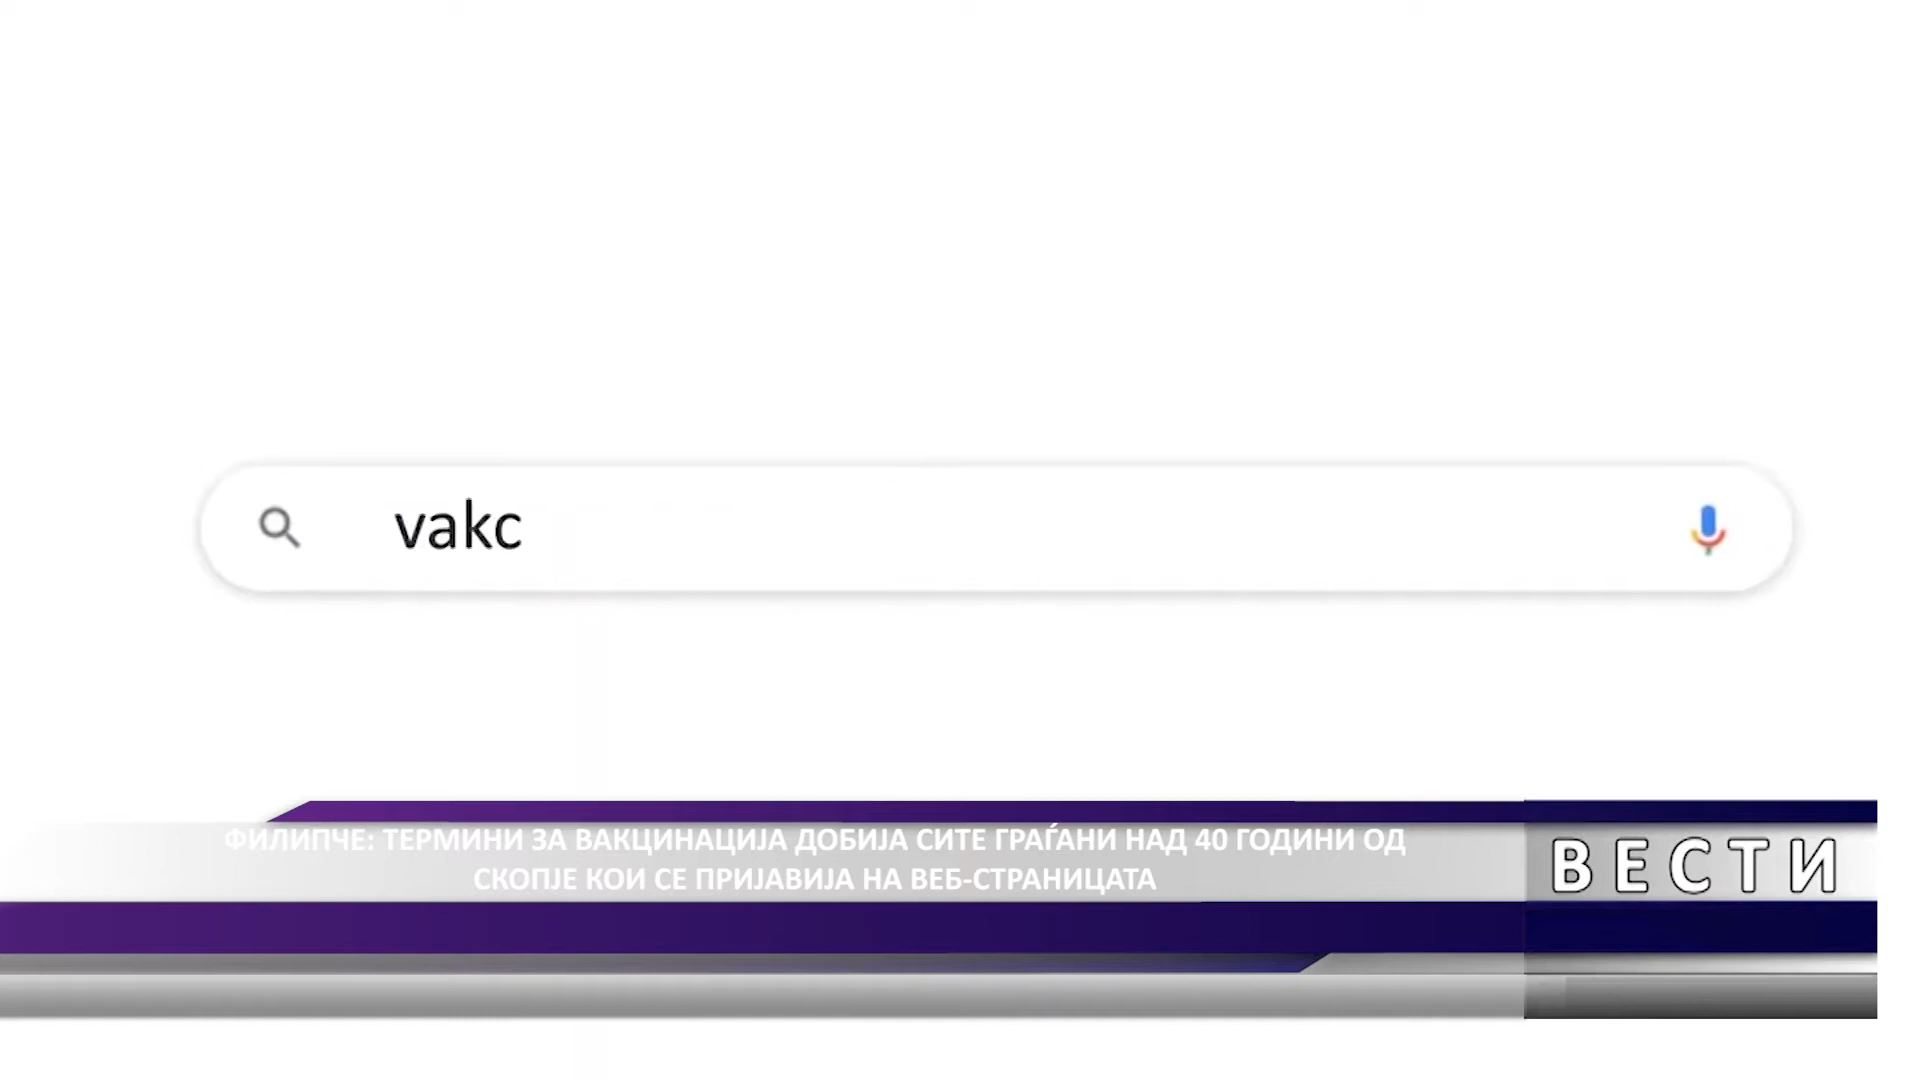 vakc
ФИЛИПЧЕ: ТЕРМИНИ ЗА ВАКЦИНАЦИЈА ДОБИЈА СИТЕ ГРАЃАНИ НАД 40 ГОДИНИ ОД
СКОПЈЕ КОИ СЕ ПРИЈАВИЈА НА ВЕБ-СТРАНИЦАТА
ВЕСТИ